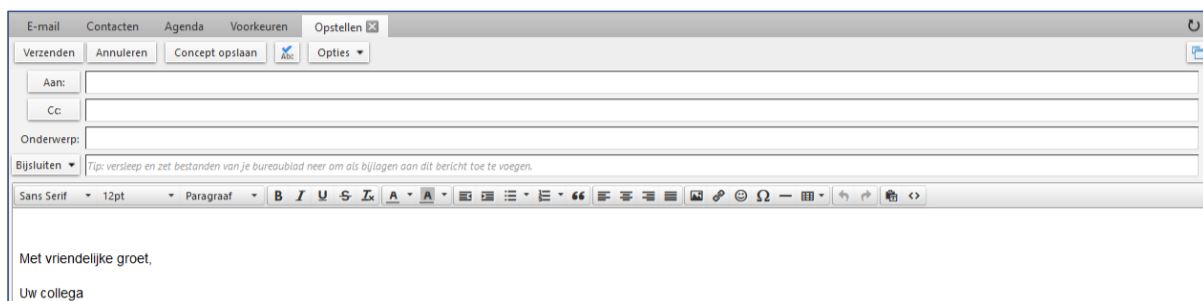 E-mail Contacten Agenda Voorkeuren Opstellen
Verzenden Annuleren Concept opslaan Abc Opties
Aan:
Cc:
Onderwerp:
Bijsluiten Tip: versleep en zet bestanden van je bureaublad neer om als bijlagen aan dit bericht toe te voegen.
Sans Serif 12pt Paragraaf B I U S Ix A A Ω
Met vriendelijke groet,
Uw collega